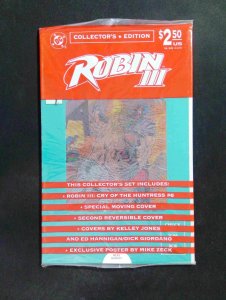 DC
COLLECTOR'S • EDITION
$2.50
US
ROBIN
III
THIS COLLECTOR'S SET INCLUDES:
• ROBIN III: CRY OF THE HUNTRESS #6
• SPECIAL MOVING COVER
• SECOND REVERSIBLE COVER
• COVERS BY KELLEY JONES
AND ED HANNIGAN/DICK GIORDANO
• EXCLUSIVE POSTER BY MIKE ZECK